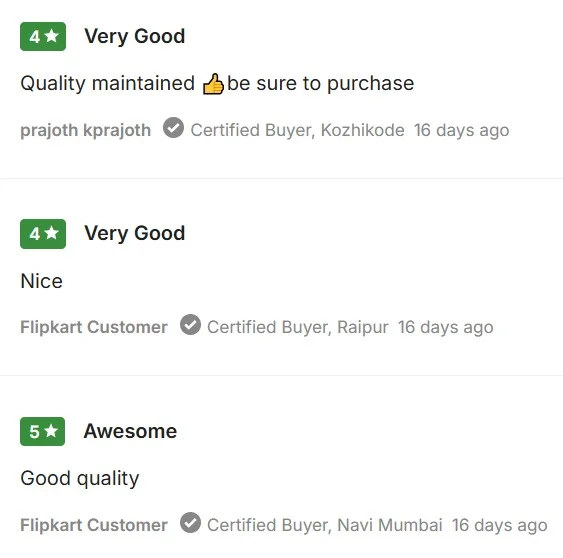 4★ Very Good
Quality maintained 👍be sure to purchase
prajoth kprajoth Certified Buyer, Kozhikode 16 days ago
4★ Very Good
Nice
Flipkart Customer Certified Buyer, Raipur 16 days ago
5★ Awesome
Good quality
Flipkart Customer Certified Buyer, Navi Mumbai 16 days ago